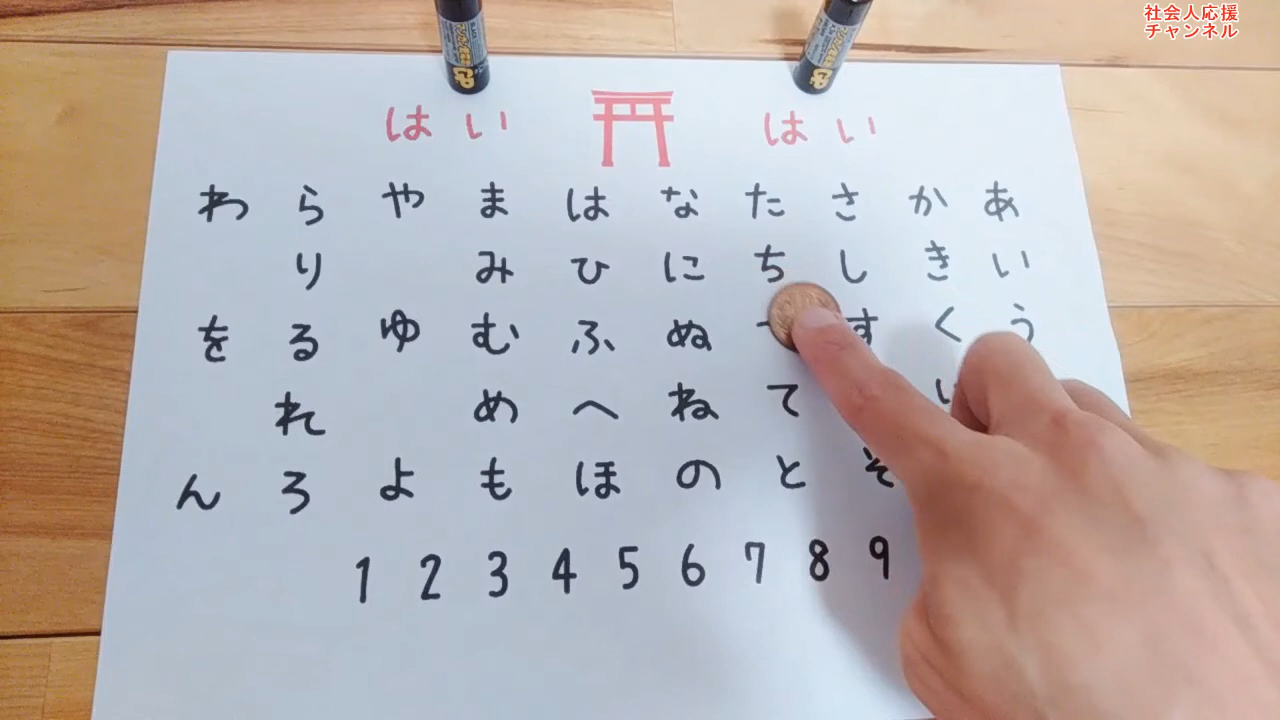 社会人応援
チャンネル
はい はい
わ ら や ま は な た さ か あ
り み ひ に ち し き い
を る ゆ む ふ ぬ す く う
れ め へ ね て
ん ろ よ も ほ の と そ
1 2 3 4 5 6 7 8 9